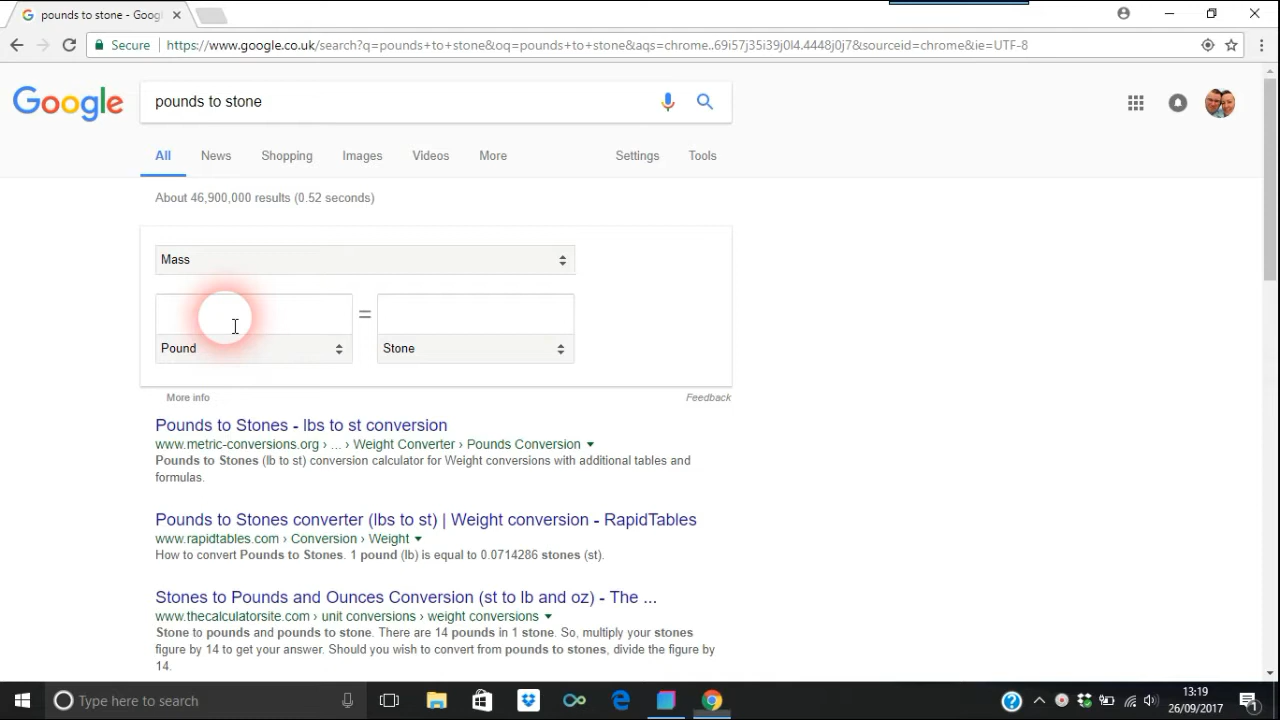 pounds to stone - Goog
Secure https://www.google.co.uk/search?q=pounds+to+stone&oq=pounds+to+stone&aqs=chrome..69i57j35i39j0l4.4448j0j7&sourceid=chrome&ie=UTF-8
Google
pounds to stone
All News Shopping Images Videos More Settings Tools
About 46,900,000 results (0.52 seconds)
Mass
=
Pound Stone
More info Feedback
Pounds to Stones - lbs to st conversion
www.metric-conversions.org › ... › Weight Converter › Pounds Conversion
Pounds to Stones (lb to st) conversion calculator for Weight conversions with additional tables and
formulas.
Pounds to Stones converter (lbs to st) | Weight conversion - RapidTables
www.rapidtables.com › Conversion › Weight
How to convert Pounds to Stones. 1 pound (lb) is equal to 0.0714286 stones (st).
Stones to Pounds and Ounces Conversion (st to lb and oz) - The ...
www.thecalculatorsite.com › unit conversions › weight conversions
Stone to pounds and pounds to stone. There are 14 pounds in 1 stone. So, multiply your stones
figure by 14 to get your answer. Should you wish to convert from pounds to stones, divide the figure by
14.
Type here to search
13:19
26/09/2017
1